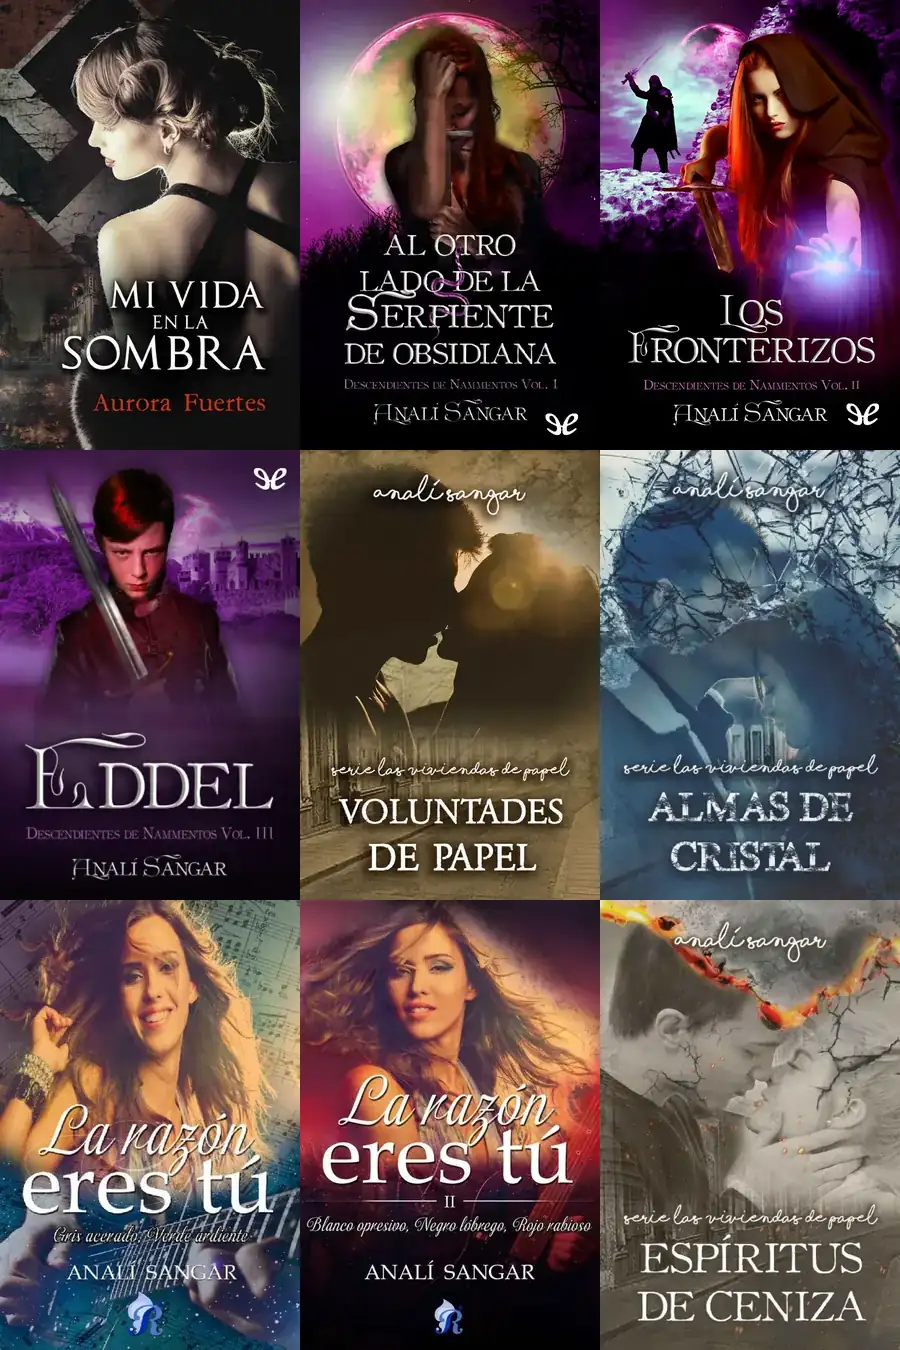 MI VIDA
EN LA
SOMBRA
Aurora Fuertes
AL OTRO
LADO DE LA
SERPIENTE
DE OBSIDIANA
DESCENDIENTES DE NAMMENTOS VOL. I
ANALÍ SANGAR
LOS
FRONTERIZOS
DESCENDIENTES DE NAMMENTOS VOL. II
ANALÍ SANGAR
EDDEL
DESCENDIENTES DE NAMMENTOS VOL. III
ANALÍ SANGAR
analí sangar
serie las viviendas de papel
VOLUNTADES
DE PAPEL
analí sangar
serie las viviendas de papel
ALMAS DE
CRISTAL
La razón
eres tú
Gris acerado, Verde ardiente
ANALÍ SANGAR
R
La razón
eres tú
II
Blanco opresivo, Negro lóbrego, Rojo rabioso
ANALÍ SANGAR
R
analí sangar
serie las viviendas de papel
ESPÍRITUS
DE CENIZA